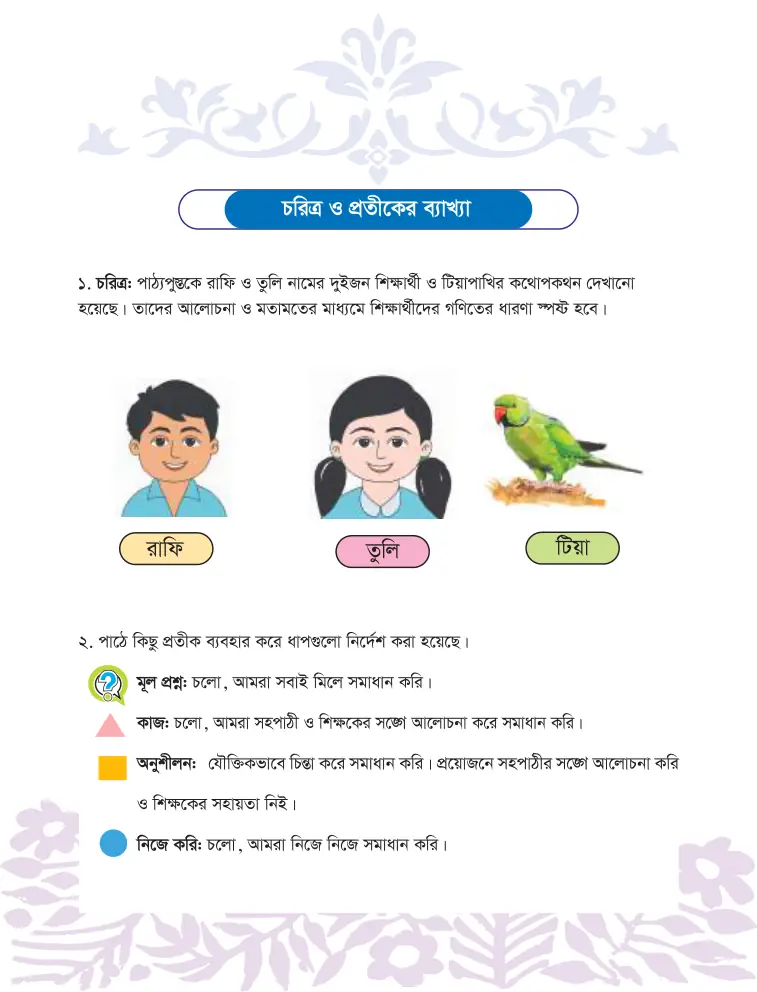 চরিত্র ও প্রতীকের ব্যাখ্যা
১. চরিত্র: পাঠ্যপুস্তকে রাফি ও তুলি নামের দুইজন শিক্ষার্থী ও টিয়াপাখির কথোপকথন দেখানো
হয়েছে। তাদের আলোচনা ও মতামতের মাধ্যমে শিক্ষার্থীদের গণিতের ধারণা স্পষ্ট হবে।
রাফি
তুলি
টিয়া
২. পাঠে কিছু প্রতীক ব্যবহার করে ধাপগুলো নির্দেশ করা হয়েছে।
মূল প্রশ্ন: চলো, আমরা সবাই মিলে সমাধান করি।
কাজ: চলো, আমরা সহপাঠী ও শিক্ষকের সঙ্গে আলোচনা করে সমাধান করি।
অনুশীলন: যৌক্তিকভাবে চিন্তা করে সমাধান করি। প্রয়োজনে সহপাঠীর সঙ্গে আলোচনা করি
ও শিক্ষকের সহায়তা নিই।
নিজে করি: চলো, আমরা নিজে নিজে সমাধান করি।